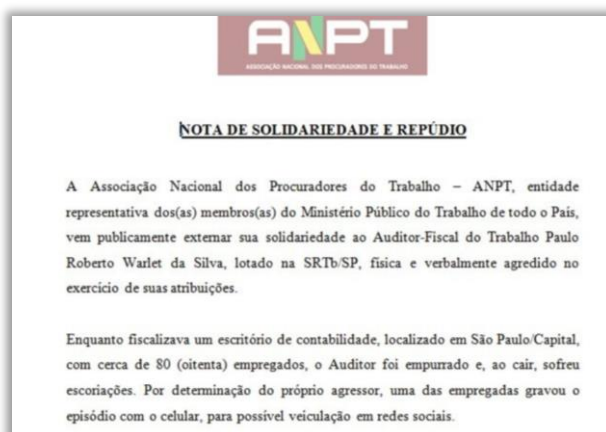 ANPT
ASSOCIAÇÃO NACIONAL DOS PROCURADORES DO TRABALHO
NOTA DE SOLIDARIEDADE E REPÚDIO
A Associação Nacional dos Procuradores do Trabalho – ANPT, entidade
representativa dos(as) membros(as) do Ministério Público do Trabalho de todo o País,
vem publicamente externar sua solidariedade ao Auditor-Fiscal do Trabalho Paulo
Roberto Warlet da Silva, lotado na SRTb/SP, física e verbalmente agredido no
exercício de suas atribuições.
Enquanto fiscalizava um escritório de contabilidade, localizado em São Paulo/Capital,
com cerca de 80 (oitenta) empregados, o Auditor foi empurrado e, ao cair, sofreu
escoriações. Por determinação do próprio agressor, uma das empregadas gravou o
episódio com o celular, para possível veiculação em redes sociais.